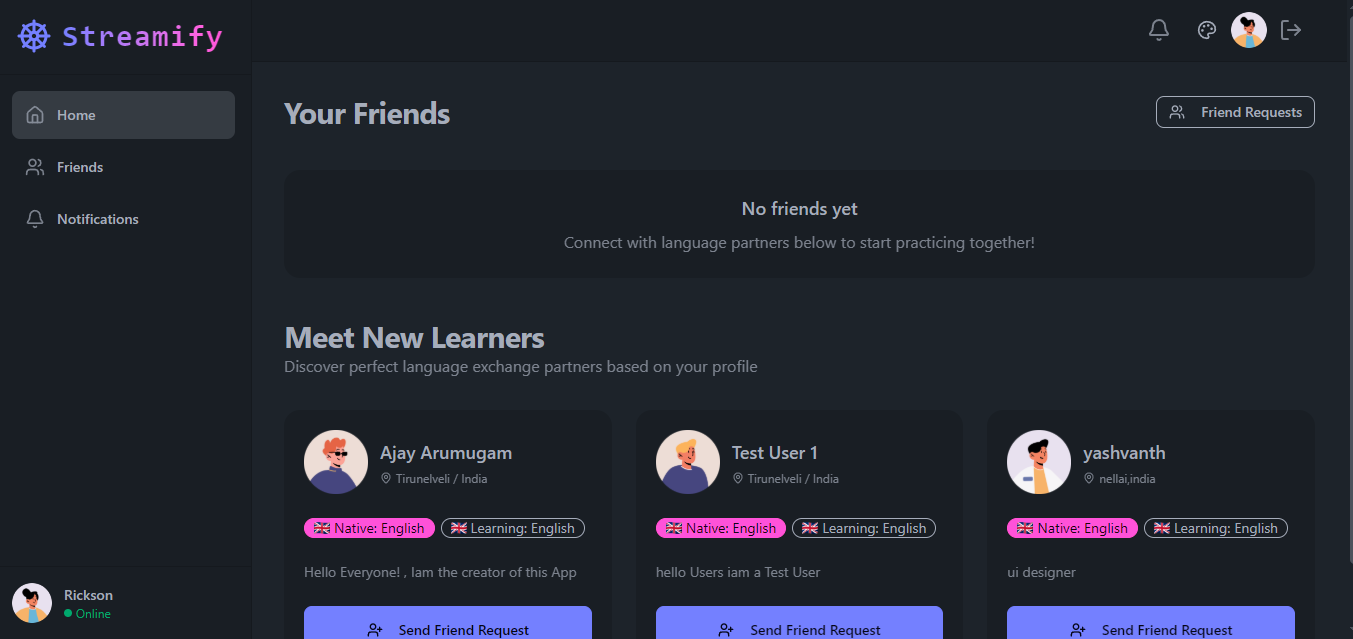 Streamify
Home
Friends
Notifications
Your Friends
Friend Requests
No friends yet
Connect with language partners below to start practicing together!
Meet New Learners
Discover perfect language exchange partners based on your profile
Ajay Arumugam
Tirunelveli / India
Native: English
Learning: English
Hello Everyone! , Iam the creator of this App
Send Friend Request
Test User 1
Tirunelveli / India
Native: English
Learning: English
hello Users iam a Test User
Send Friend Request
yashvanth
nellai,india
Native: English
Learning: English
ui designer
Send Friend Request
Rickson
Online